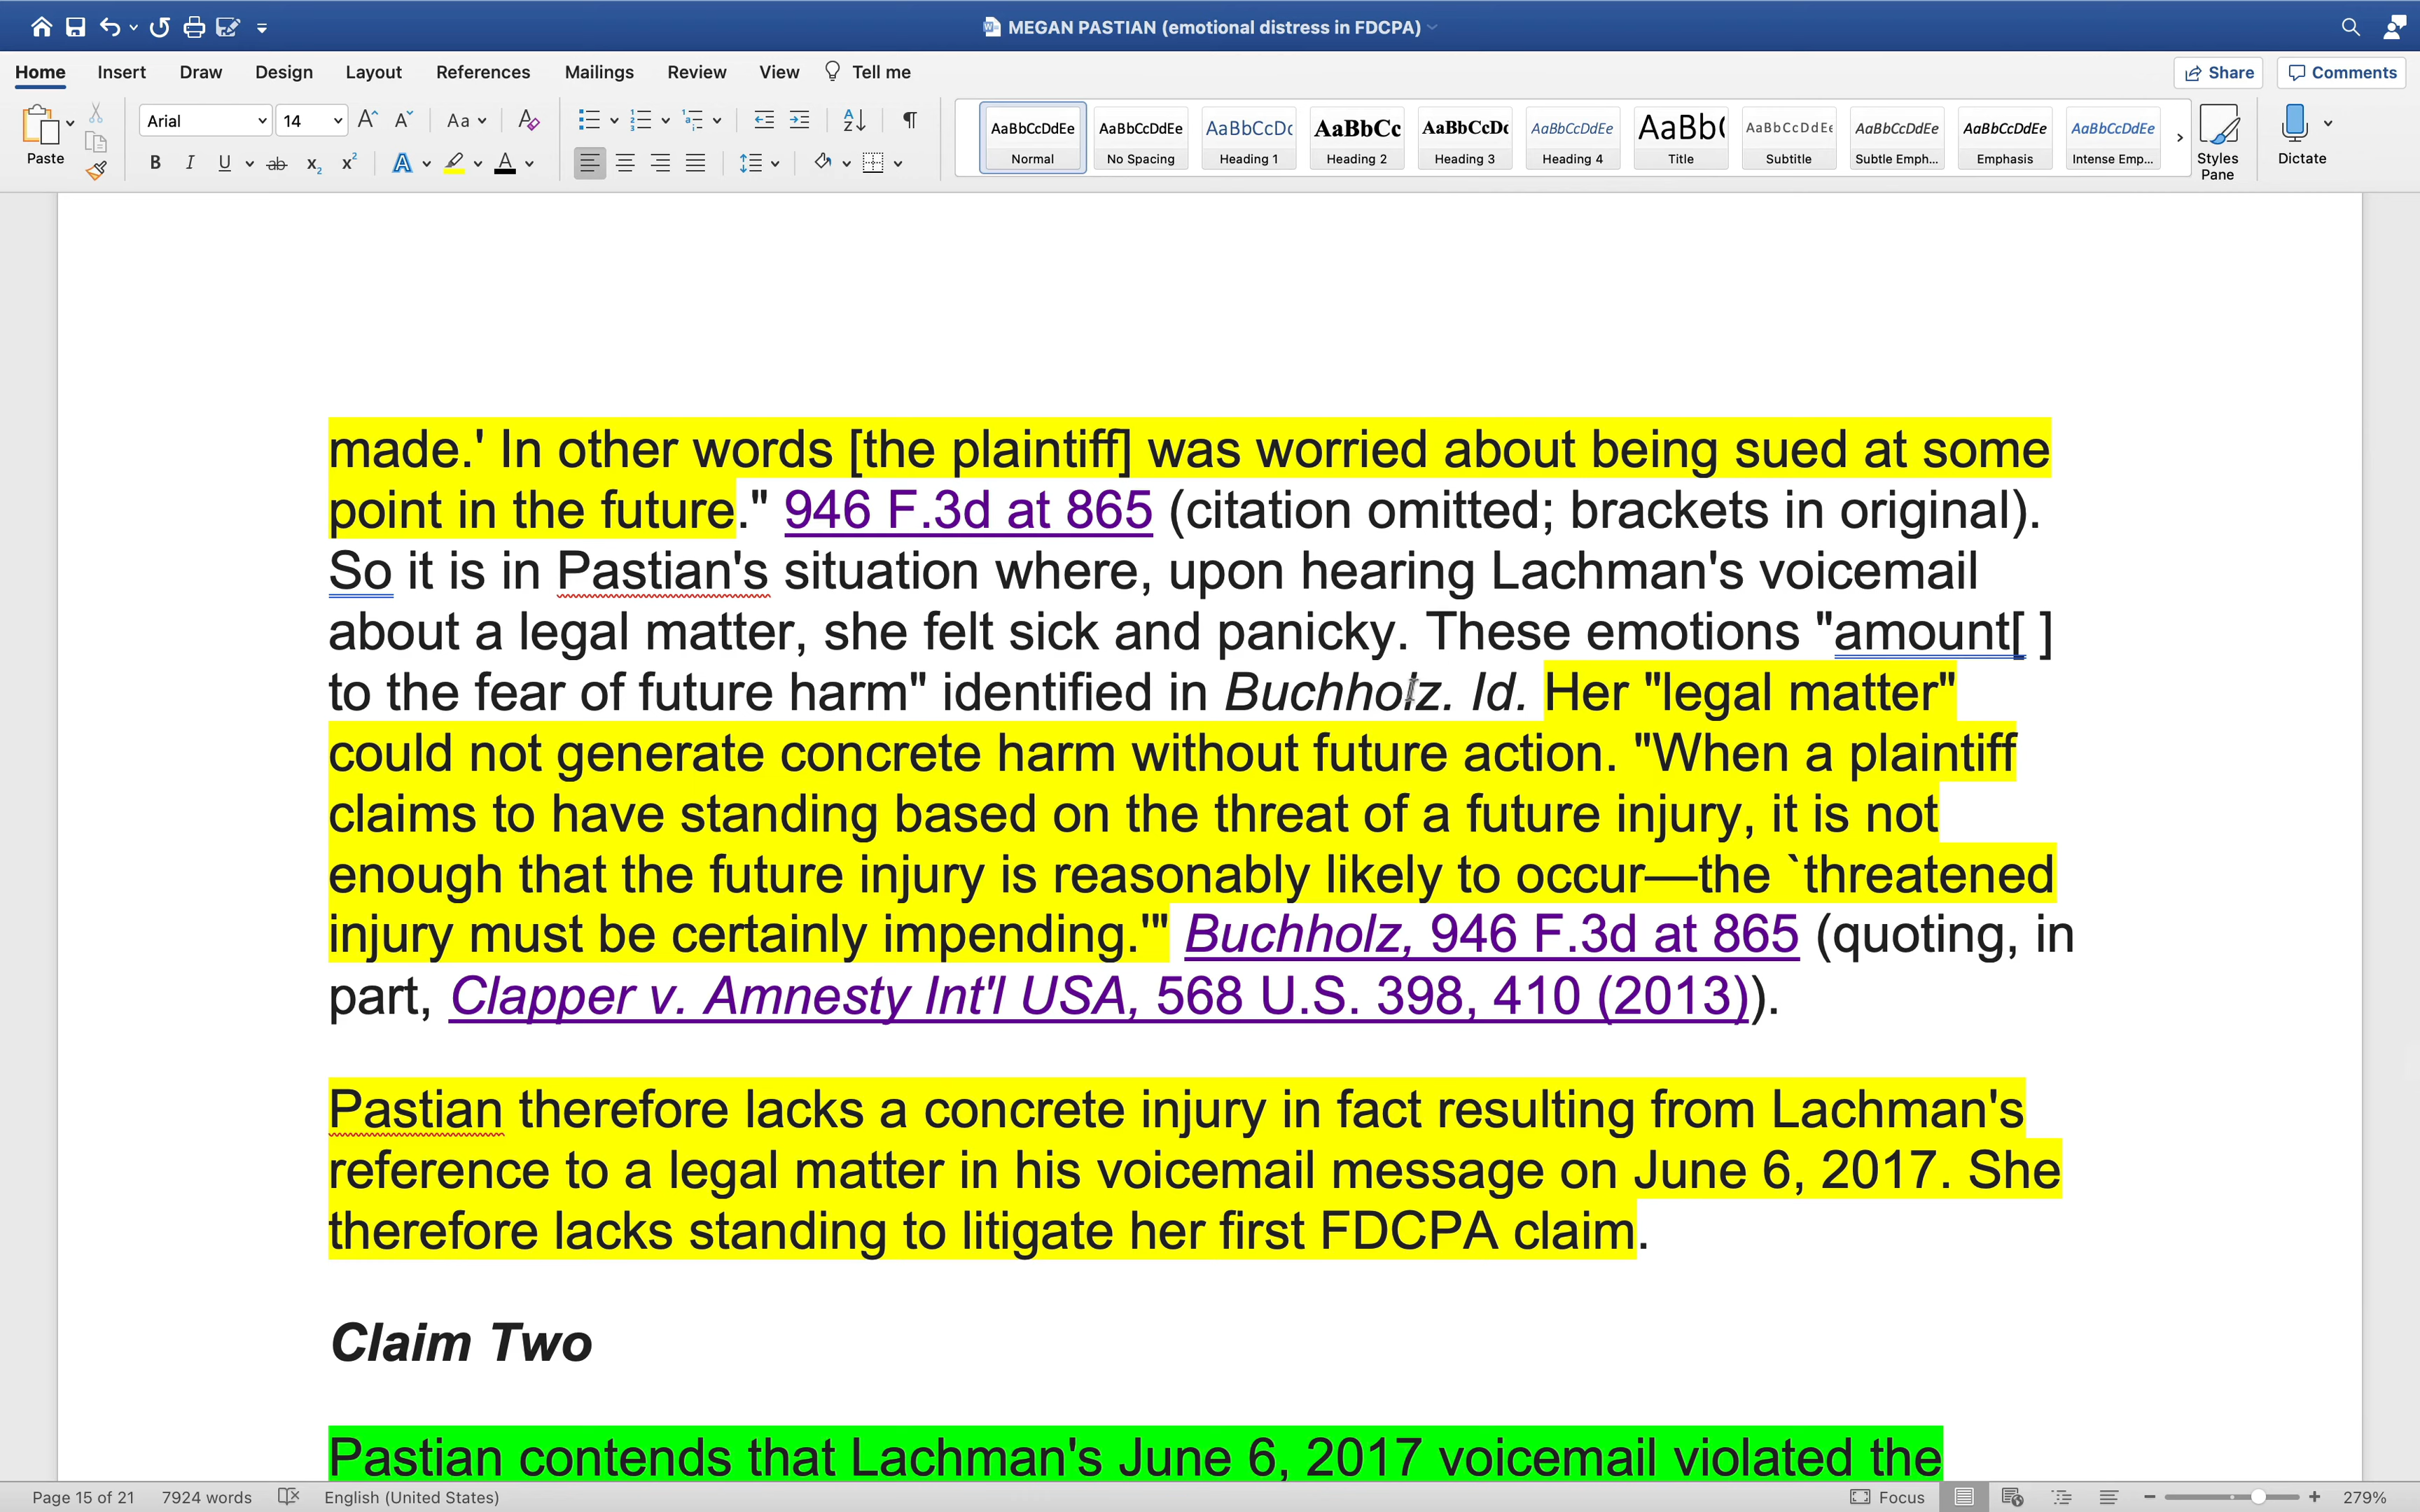 MEGAN PASTIAN (emotional distress in FDCPA)
Home Insert Draw Design Layout References Mailings Review View Tell me Share Comments
Paste Arial 14 Aa
AaBbCcDdEe AaBbCcDdEe AaBbCcDc AaBbCc AaBbCcDc AaBbCcDdEe AaBb( AaBbCcDdEe AaBbCcDdEe AaBbCcDdEe AaBbCcDdEe
Normal No Spacing Heading 1 Heading 2 Heading 3 Heading 4 Title Subtitle Subtle Emph... Emphasis Intense Emp... Styles Pane Dictate
made.' In other words [the plaintiff] was worried about being sued at some
point in the future." 946 F.3d at 865 (citation omitted; brackets in original).
So it is in Pastian's situation where, upon hearing Lachman's voicemail
about a legal matter, she felt sick and panicky. These emotions "amount[ ]
to the fear of future harm" identified in Buchholz. Id. Her "legal matter"
could not generate concrete harm without future action. "When a plaintiff
claims to have standing based on the threat of a future injury, it is not
enough that the future injury is reasonably likely to occur—the `threatened
injury must be certainly impending.'" Buchholz, 946 F.3d at 865 (quoting, in
part, Clapper v. Amnesty Int'l USA, 568 U.S. 398, 410 (2013)).
Pastian therefore lacks a concrete injury in fact resulting from Lachman's
reference to a legal matter in his voicemail message on June 6, 2017. She
therefore lacks standing to litigate her first FDCPA claim.
Claim Two
Pastian contends that Lachman's June 6, 2017 voicemail violated the
Page 15 of 21 7924 words English (United States) Focus 279%